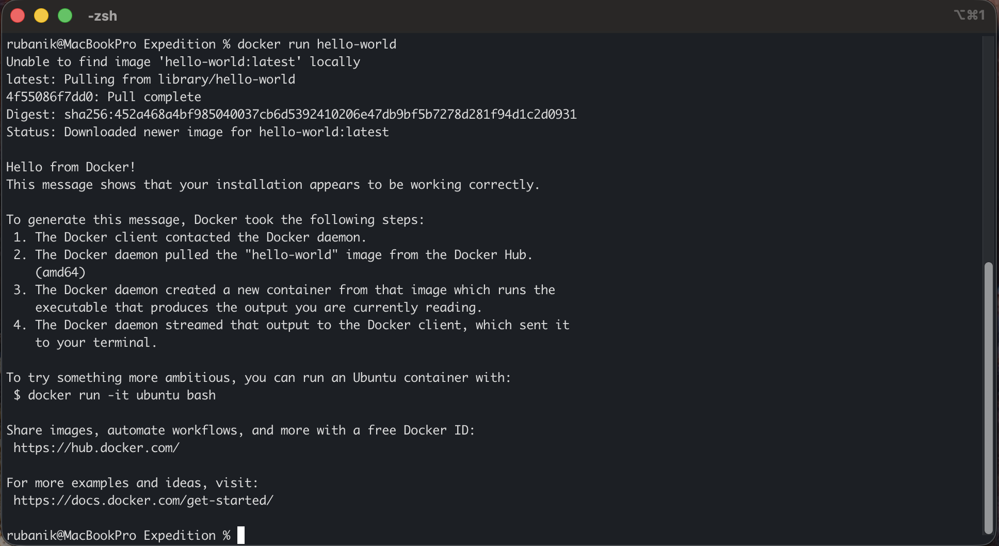 -zsh
⌥⌘1
rubanik@MacBookPro Expedition % docker run hello-world
Unable to find image 'hello-world:latest' locally
latest: Pulling from library/hello-world
4f55086f7dd0: Pull complete
Digest: sha256:452a468a4bf985040037cb6d5392410206e47db9bf5b7278d281f94d1c2d0931
Status: Downloaded newer image for hello-world:latest

Hello from Docker!
This message shows that your installation appears to be working correctly.

To generate this message, Docker took the following steps:
 1. The Docker client contacted the Docker daemon.
 2. The Docker daemon pulled the "hello-world" image from the Docker Hub.
    (amd64)
 3. The Docker daemon created a new container from that image which runs the
    executable that produces the output you are currently reading.
 4. The Docker daemon streamed that output to the Docker client, which sent it
    to your terminal.

To try something more ambitious, you can run an Ubuntu container with:
 $ docker run -it ubuntu bash

Share images, automate workflows, and more with a free Docker ID:
 https://hub.docker.com/

For more examples and ideas, visit:
 https://docs.docker.com/get-started/

rubanik@MacBookPro Expedition %